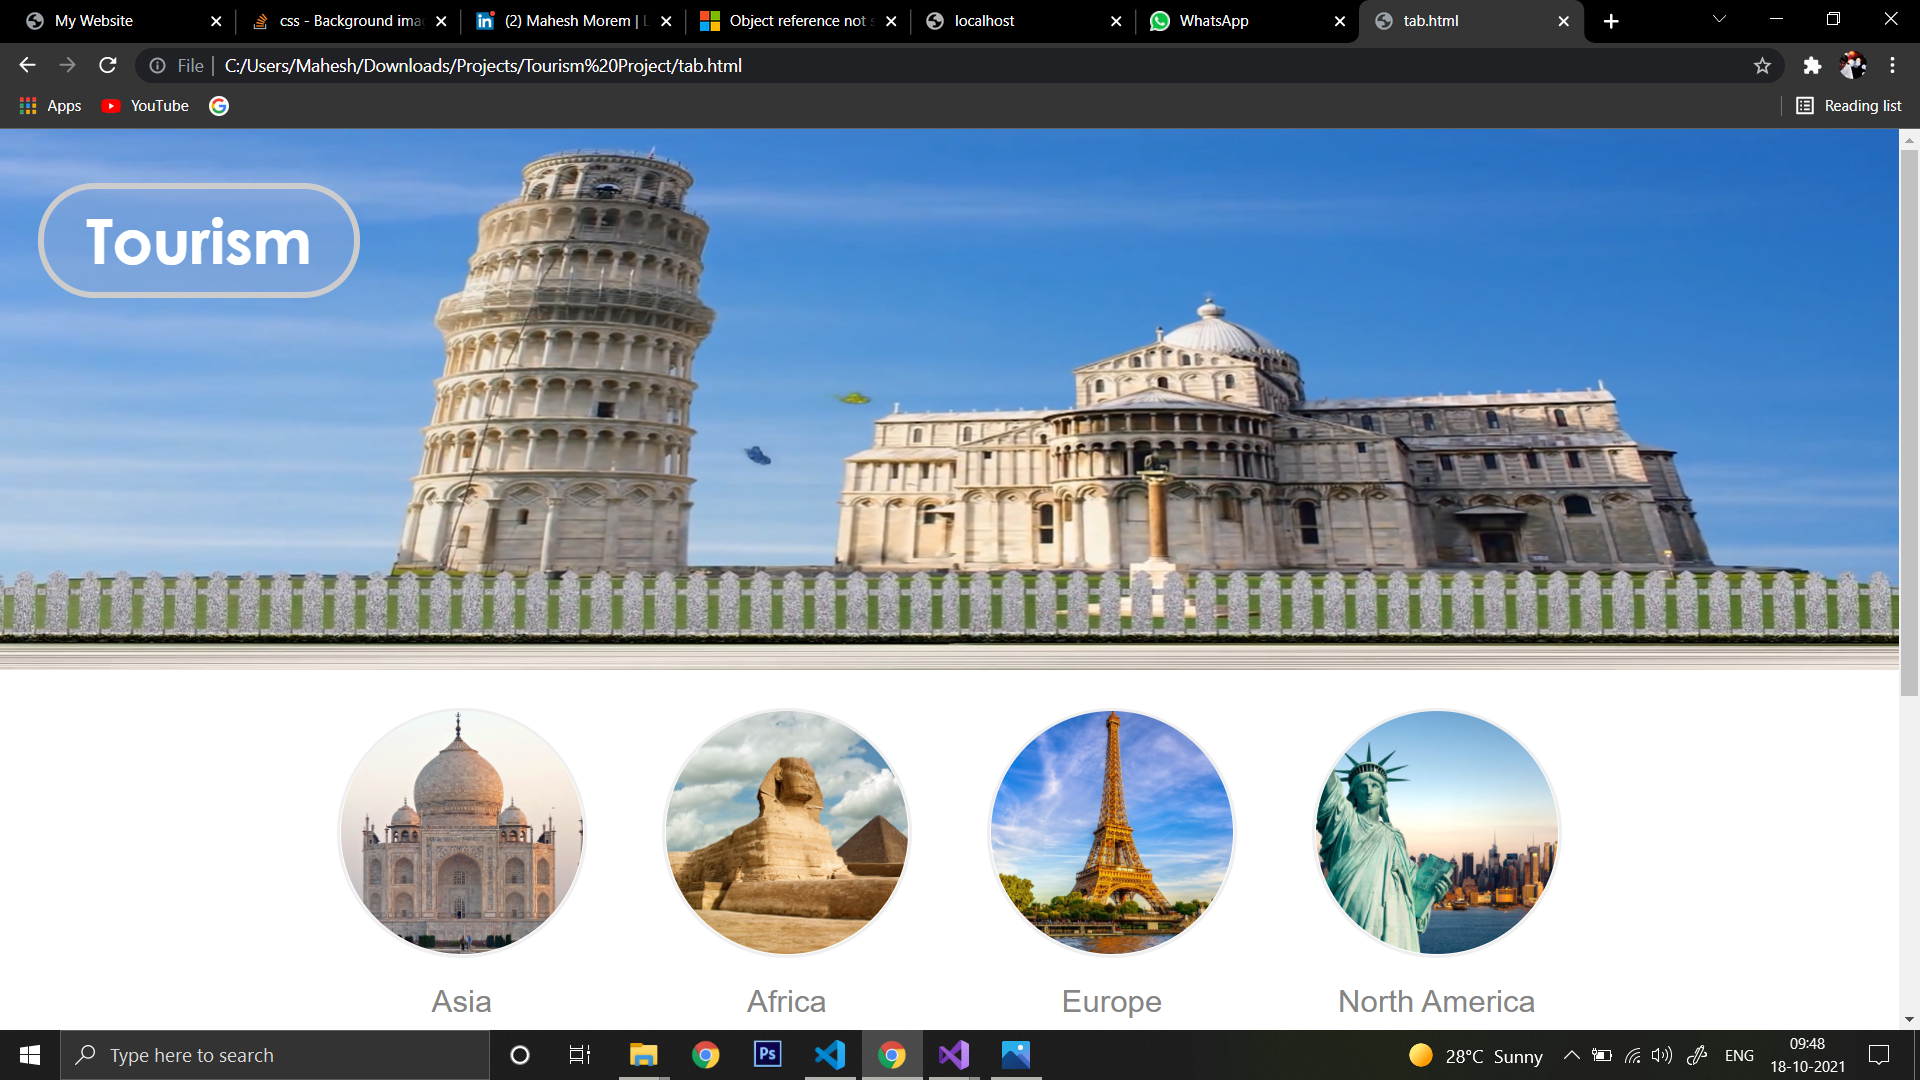 My Website
css - Background ima
(2) Mahesh Morem | L
Object reference not s
localhost
WhatsApp
tab.html
File | C:/Users/Mahesh/Downloads/Projects/Tourism%20Project/tab.html
Apps
YouTube
Reading list
Tourism
Asia
Africa
Europe
North America
Type here to search
Ps
28°C Sunny
ENG
09:48
18-10-2021